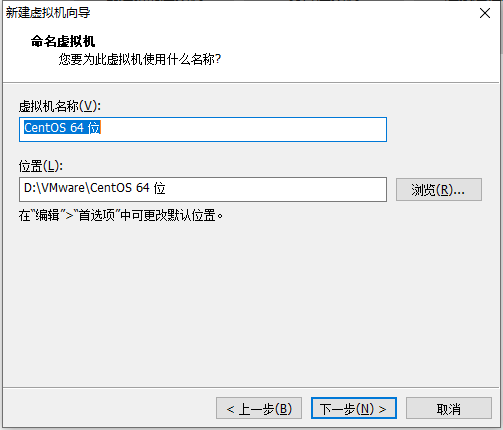 新建虚拟机向导
命名虚拟机
您要为此虚拟机使用什么名称?
虚拟机名称(V):
CentOS 64 位
位置(L):
D:\VMware\CentOS 64 位
浏览(R)...
在"编辑">"首选项"中可更改默认位置。
< 上一步(B)
下一步(N) >
取消